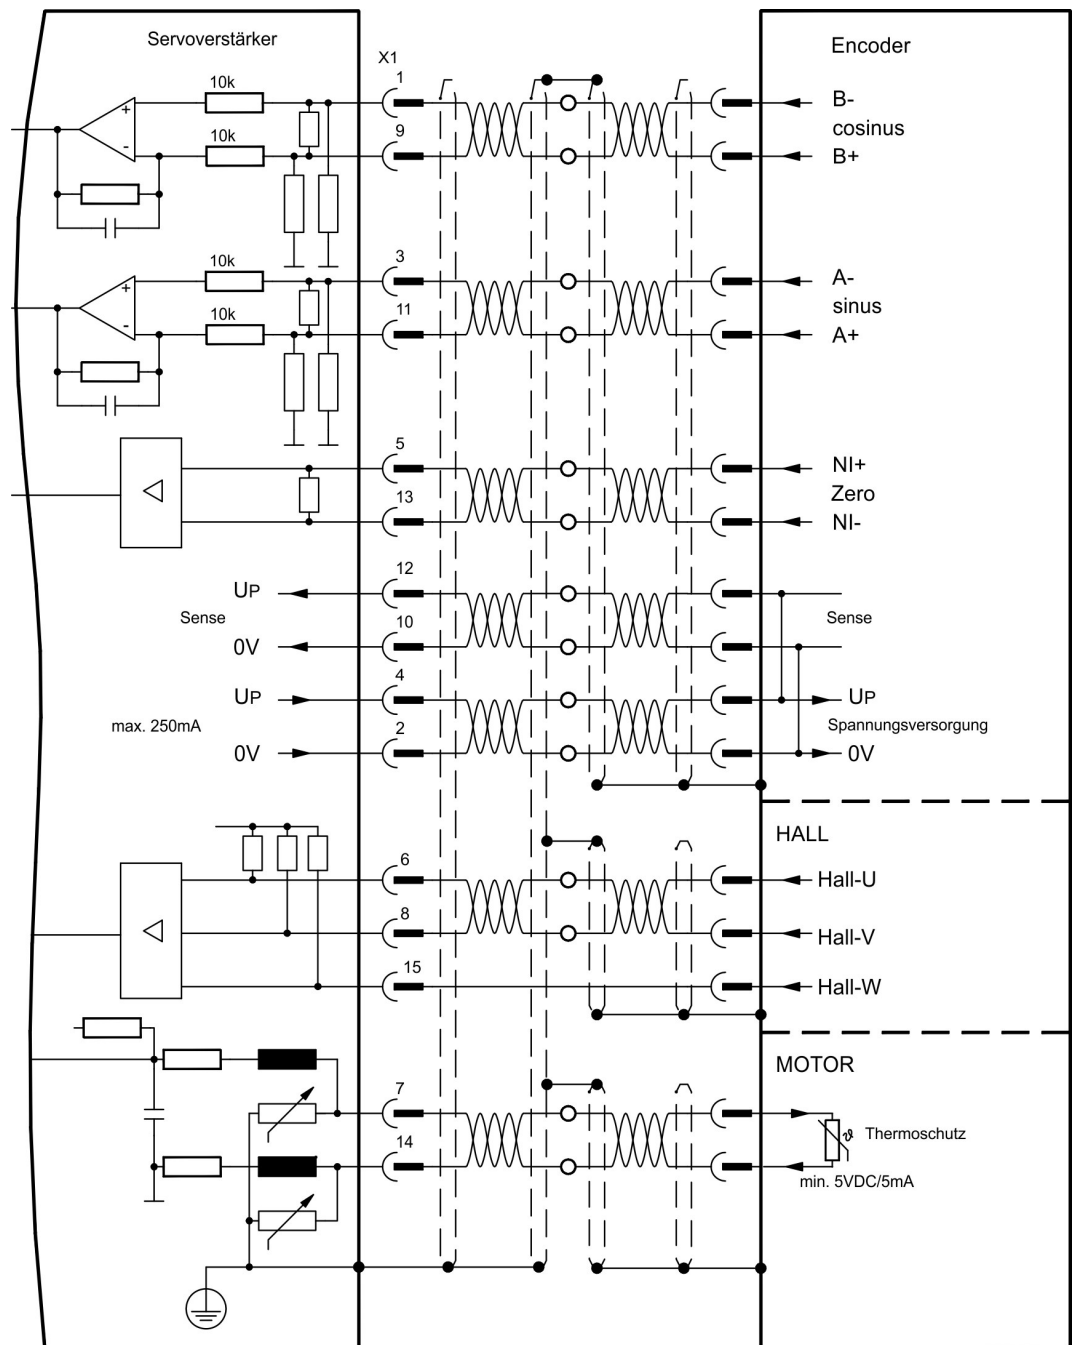 Servoverstärker
Encoder
X1
1
10k
B-
cosinus
9
10k
B+
3
10k
A-
sinus
11
10k
A+
5
NI+
Zero
13
NI-
12
UP
Sense
Sense
10
0V
4
UP
UP
max. 250mA
Spannungsversorgung
2
0V
0V
HALL
6
Hall-U
8
Hall-V
15
Hall-W
MOTOR
7
ϑ Thermoschutz
14
min. 5VDC/5mA
+
-
+
-